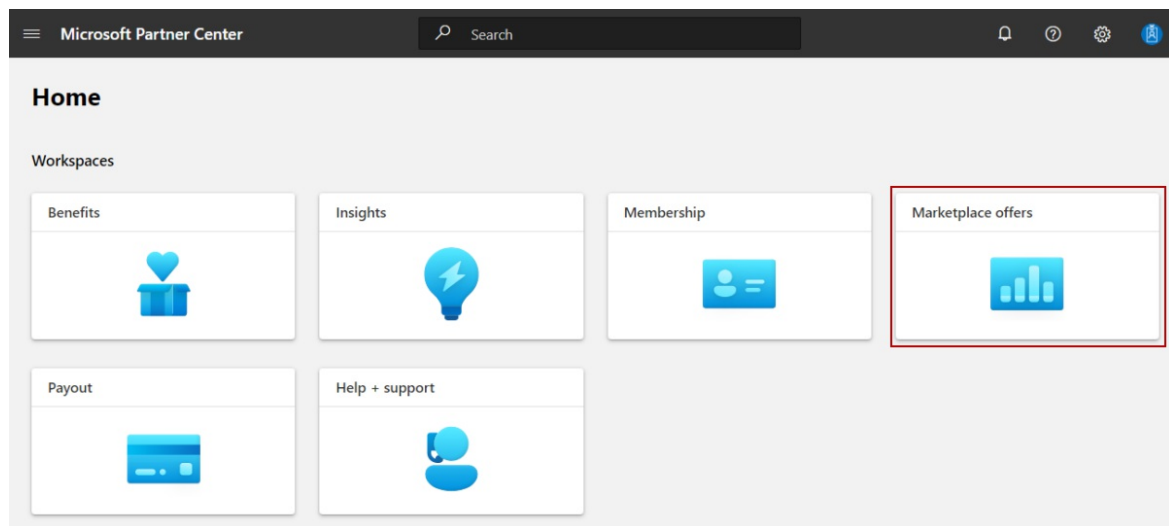 Microsoft Partner Center
Search
Home
Workspaces
Benefits
Insights
Membership
Marketplace offers
Payout
Help + support